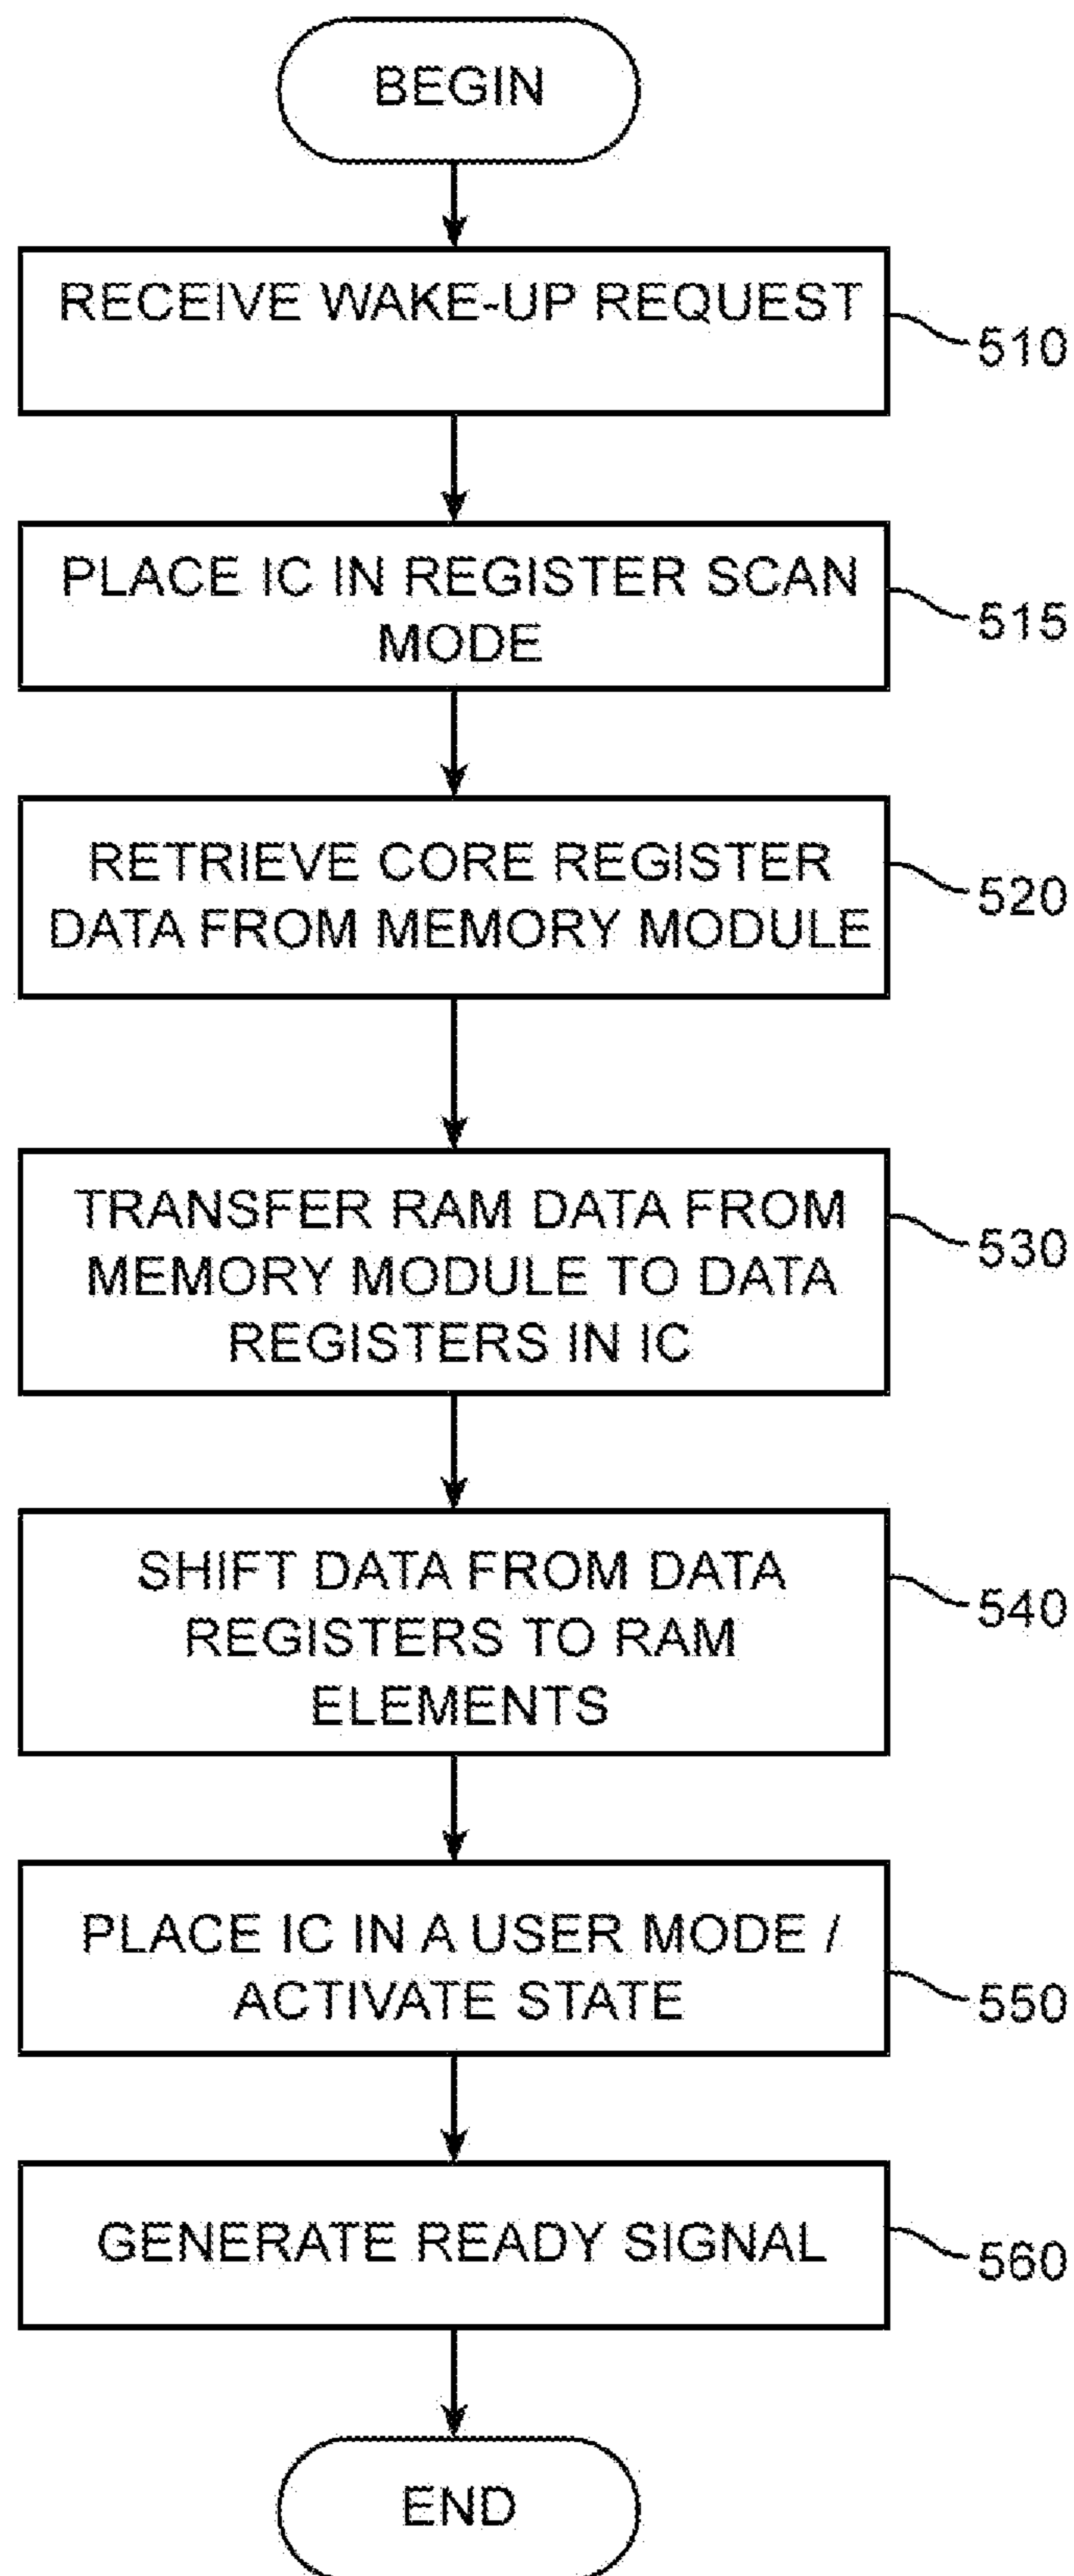 BEGIN
RECEIVE WAKE-UP REQUEST
510
PLACE IC IN REGISTER SCAN
MODE
515
RETRIEVE CORE REGISTER
DATA FROM MEMORY MODULE
520
TRANSFER RAM DATA FROM
MEMORY MODULE TO DATA
REGISTERS IN IC
530
SHIFT DATA FROM DATA
REGISTERS TO RAM
ELEMENTS
540
PLACE IC IN A USER MODE /
ACTIVATE STATE
550
GENERATE READY SIGNAL
560
END